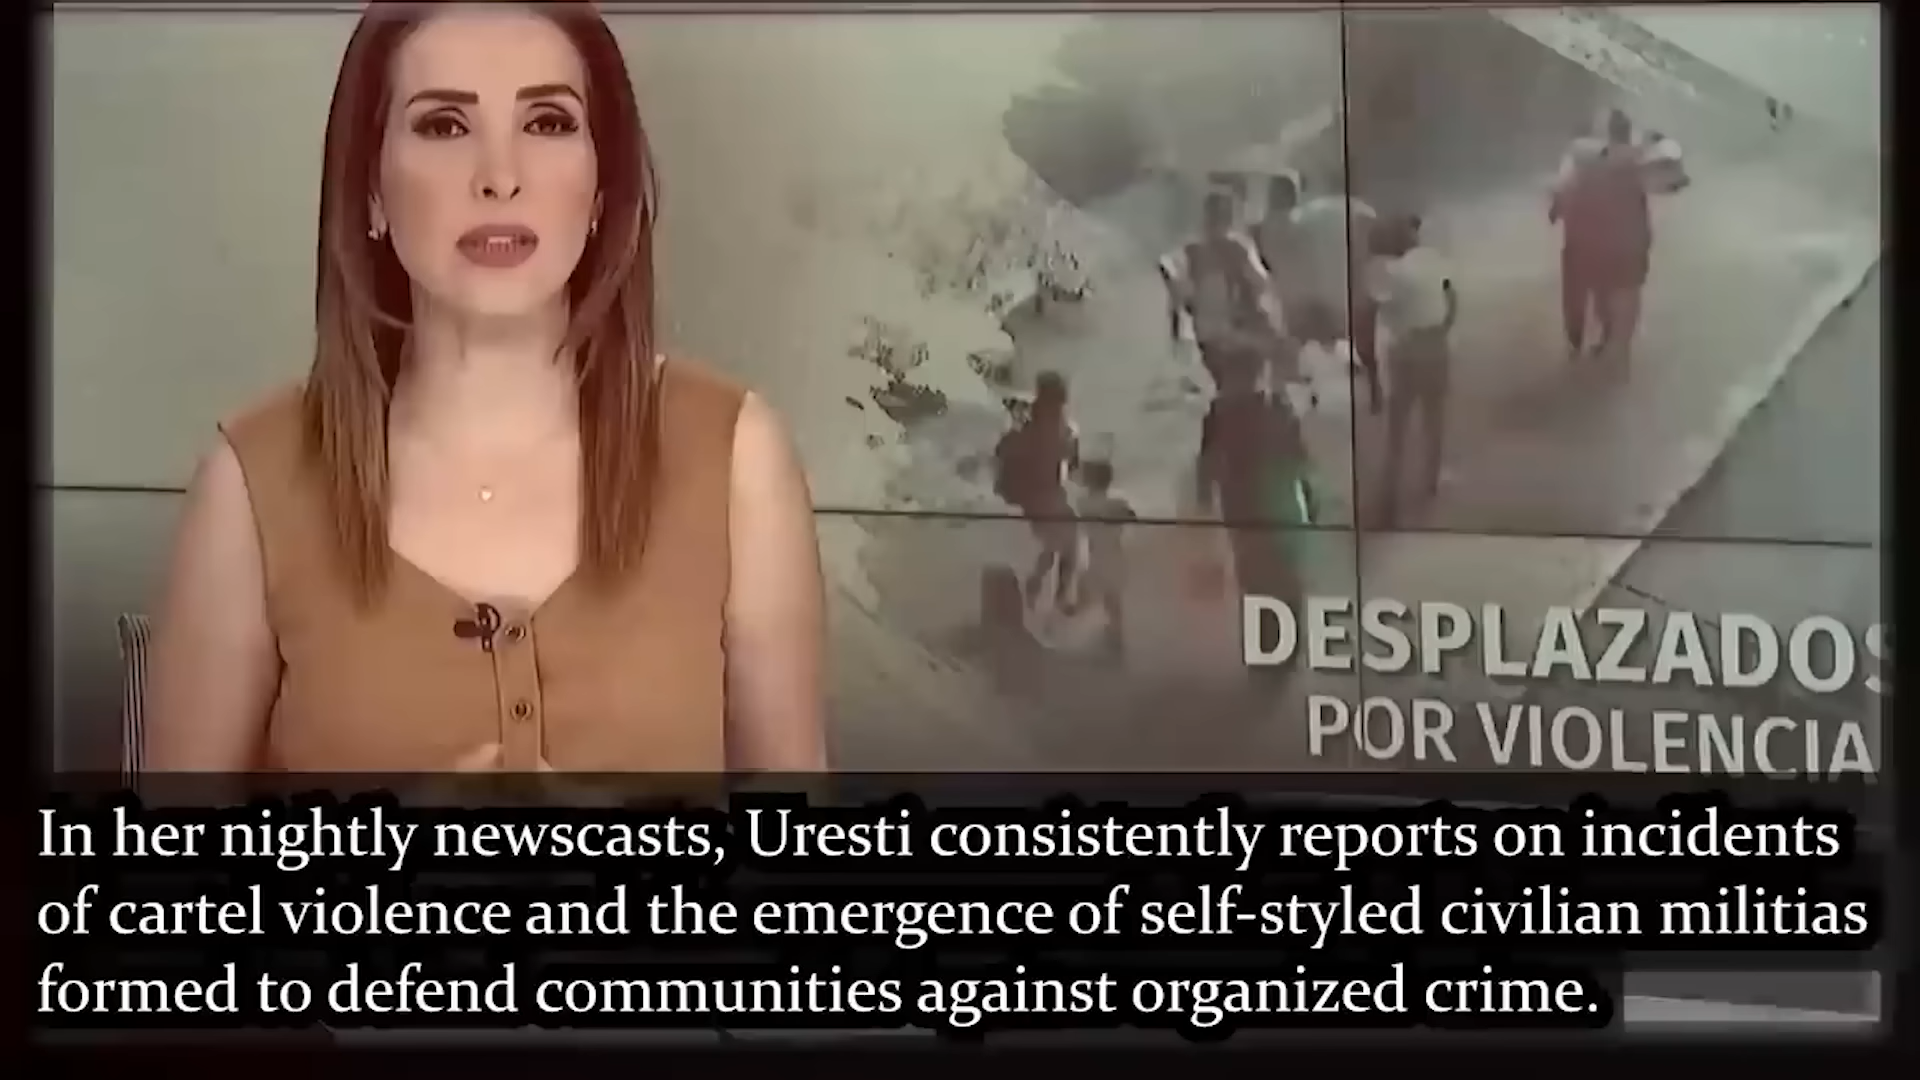 DESPLAZADOS
POR VIOLENCIA
In her nightly newscasts, Uresti consistently reports on incidents
of cartel violence and the emergence of self-styled civilian militias
formed to defend communities against organized crime.